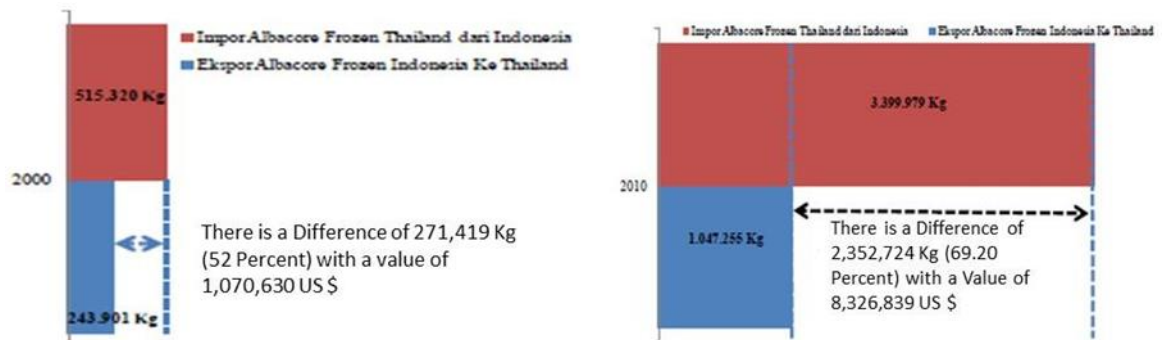 Impor Albacore Frozen Thailand dari Indonesia
Ekspor Albacore Frozen Indonesia Ke Thailand
515.320 Kg
2000
There is a Difference of 271,419 Kg
(52 Percent) with a value of
1,070,630 US $
243.901 Kg
Impor Albacore Frozen Thailand dari Indonesia
Ekspor Albacore Frozen Indonesia Ke Thailand
3.399.979 Kg
2010
1.047.255 Kg
There is a Difference of
2,352,724 Kg (69.20
Percent) with a Value of
8,326,839 US $